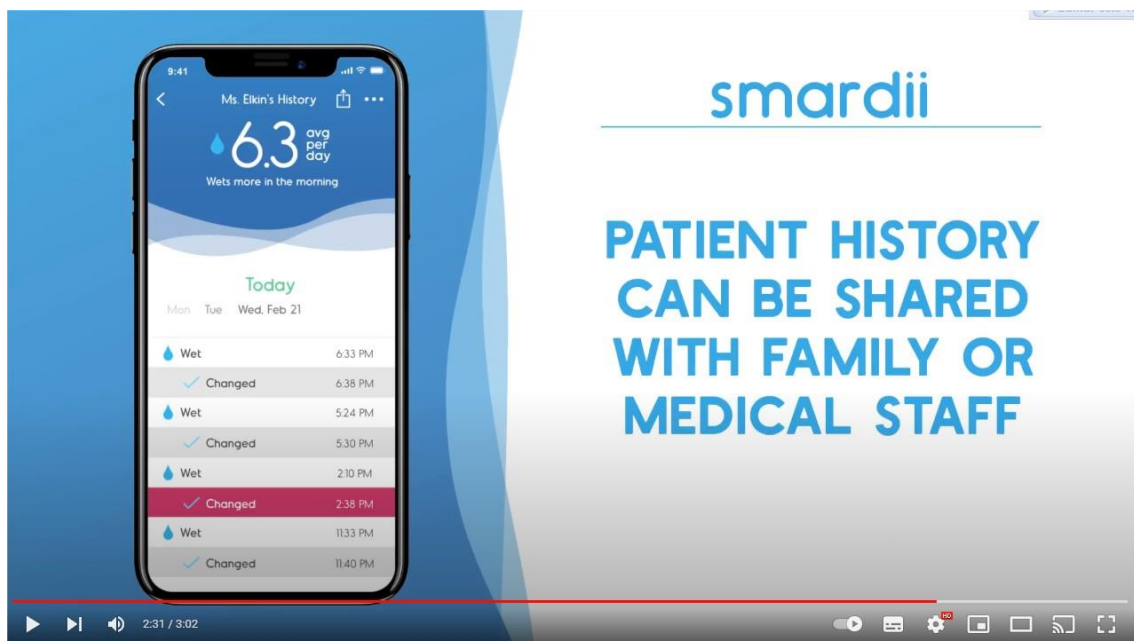 9:41
Ms. Elkin's History
6.3 avg per day
Wets more in the morning
Today
Mon Tue Wed, Feb 21
Wet 6:33 PM
Changed 6:38 PM
Wet 5:24 PM
Changed 5:30 PM
Wet 2:10 PM
Changed 2:38 PM
Wet 11:33 PM
Changed 11:40 PM
smardii
PATIENT HISTORY
CAN BE SHARED
WITH FAMILY OR
MEDICAL STAFF
2:31 / 3:02
HD